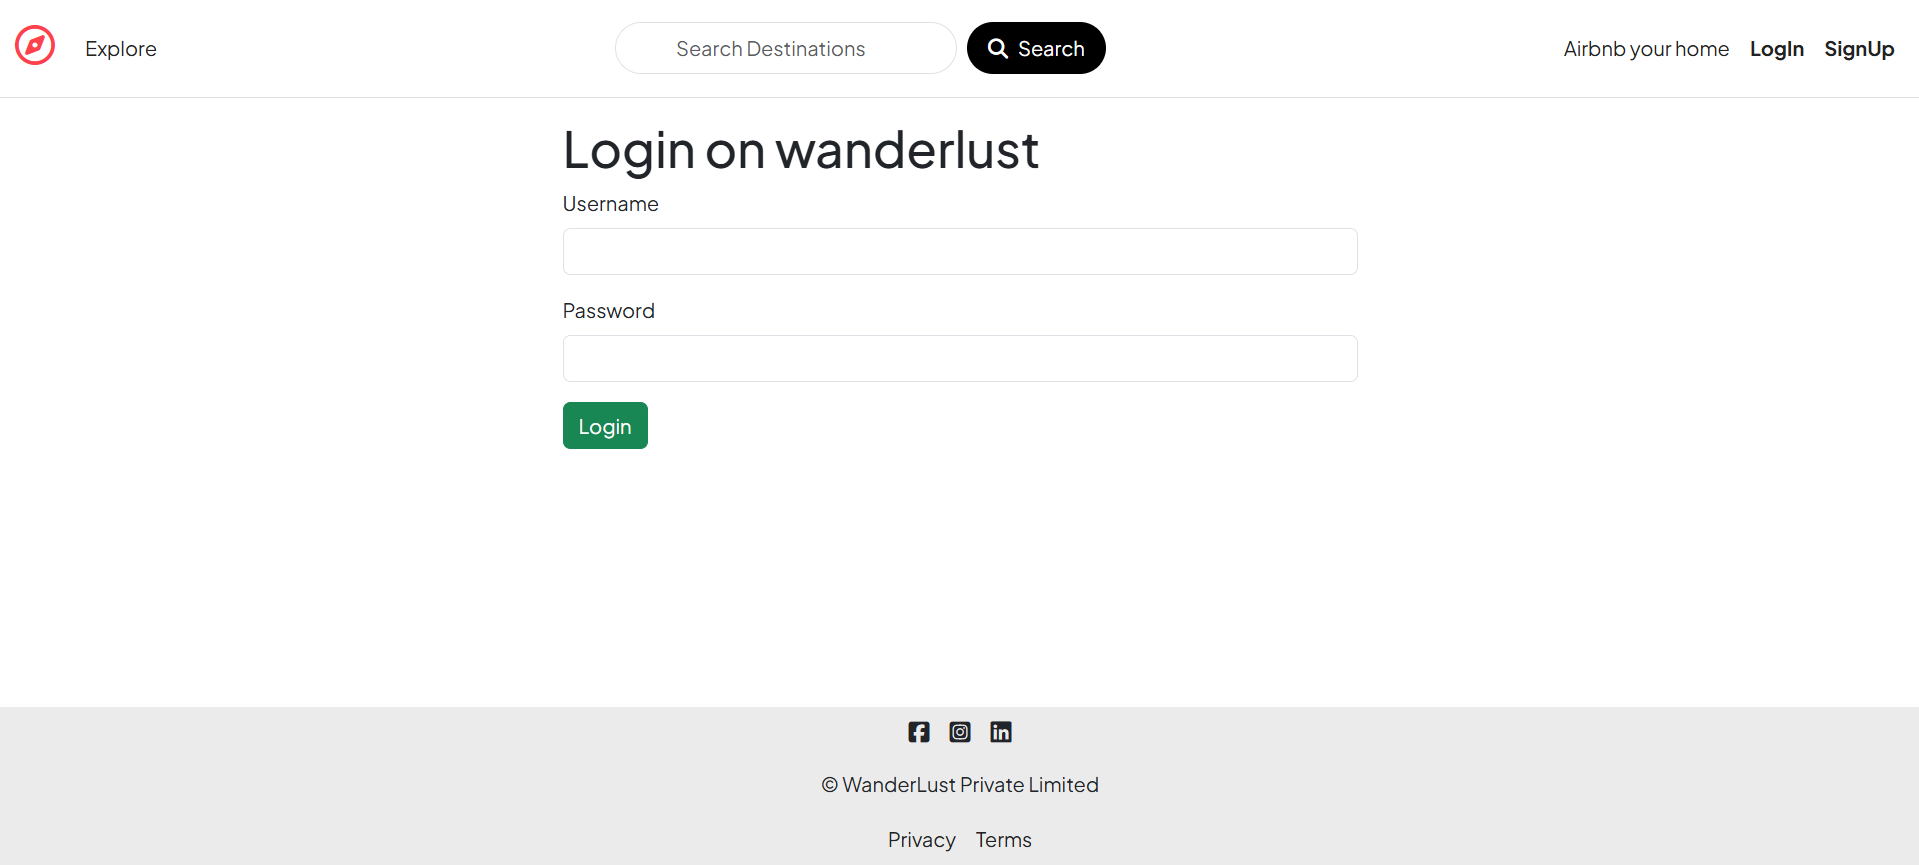 Explore
Search Destinations
Search
Airbnb your home LogIn SignUp
Login on wanderlust
Username
Password
Login
© WanderLust Private Limited
Privacy Terms